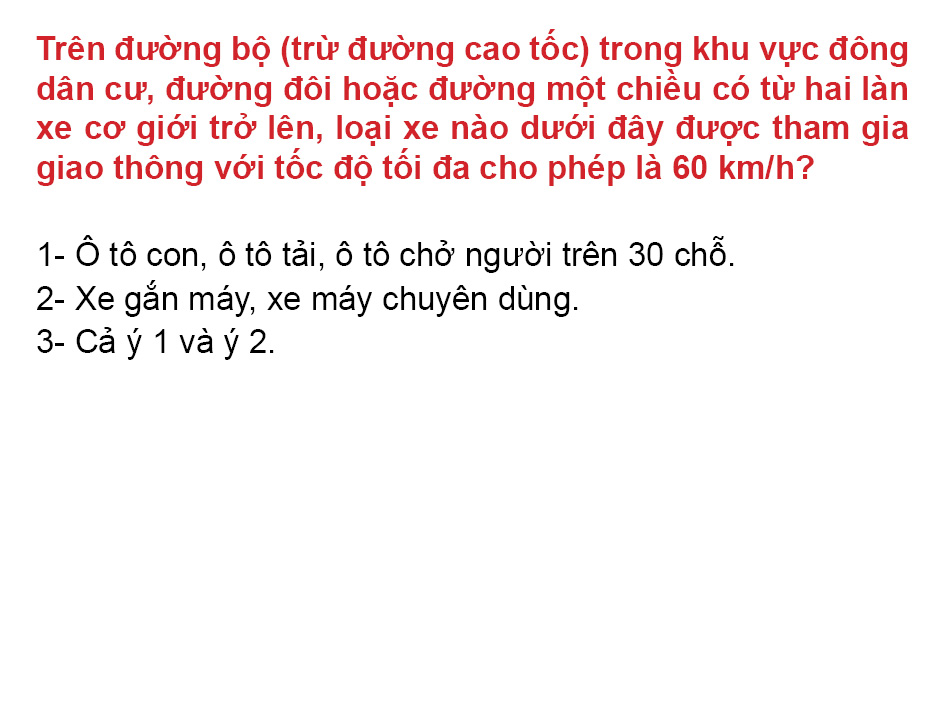 Trên đường bộ (trừ đường cao tốc) trong khu vực đông
dân cư, đường đôi hoặc đường một chiều có từ hai làn
xe cơ giới trở lên, loại xe nào dưới đây được tham gia
giao thông với tốc độ tối đa cho phép là 60 km/h?
1- Ô tô con, ô tô tải, ô tô chở người trên 30 chỗ.
2- Xe gắn máy, xe máy chuyên dùng.
3- Cả ý 1 và ý 2.